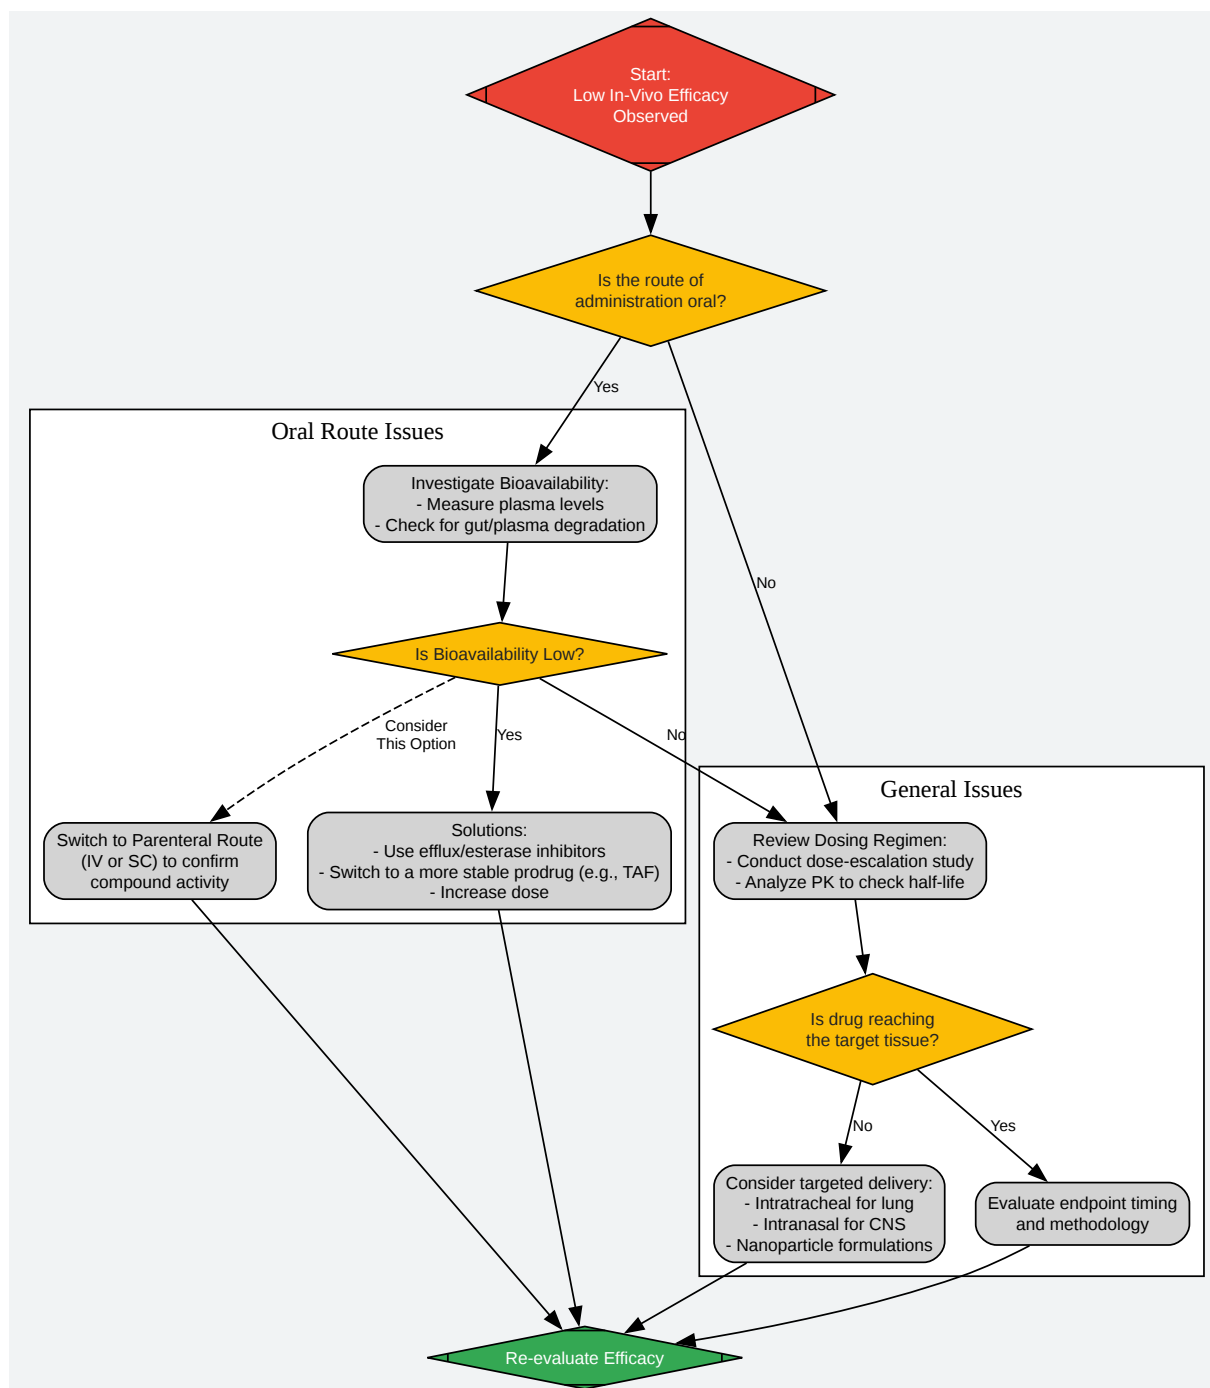 Start:
Low In-Vivo Efficacy
Observed
Is the route of
administration oral?
Yes
No
Oral Route Issues
Investigate Bioavailability:
- Measure plasma levels
- Check for gut/plasma degradation
Is Bioavailability Low?
Consider
This Option
Yes
No
Switch to Parenteral Route
(IV or SC) to confirm
compound activity
Solutions:
- Use efflux/esterase inhibitors
- Switch to a more stable prodrug (e.g., TAF)
- Increase dose
General Issues
Review Dosing Regimen:
- Conduct dose-escalation study
- Analyze PK to check half-life
Is drug reaching
the target tissue?
No
Yes
Consider targeted delivery:
- Intratracheal for lung
- Intranasal for CNS
- Nanoparticle formulations
Evaluate endpoint timing
and methodology
Re-evaluate Efficacy